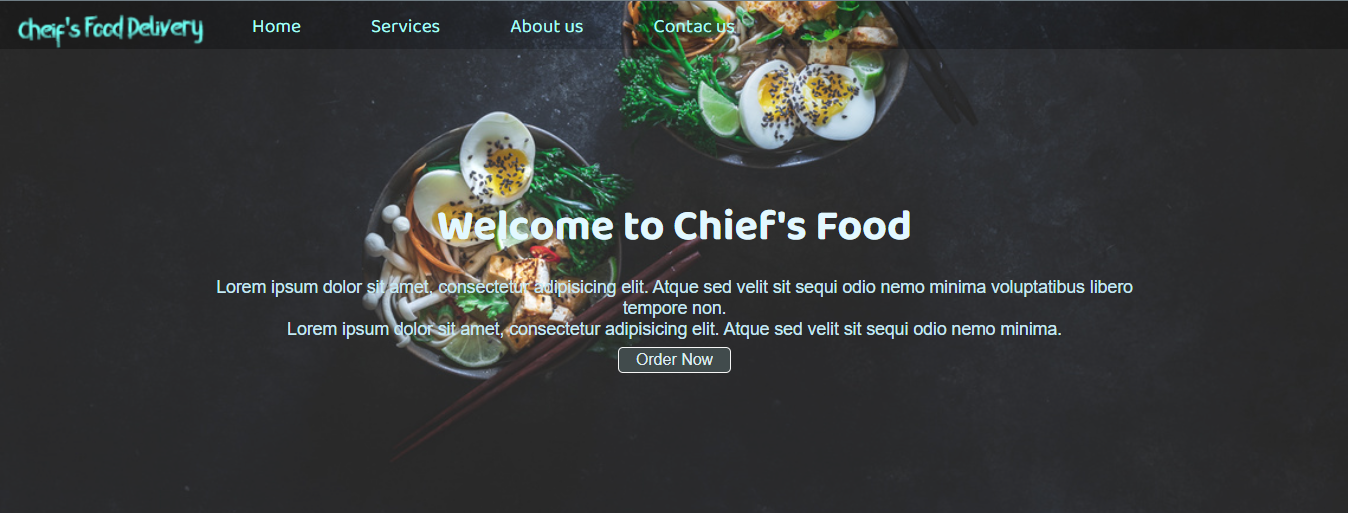 Cheif's Food Delivery Home Services About us Contac us
Welcome to Chief's Food
Lorem ipsum dolor sit amet, consectetur adipisicing elit. Atque sed velit sit sequi odio nemo minima voluptatibus libero
tempore non.
Lorem ipsum dolor sit amet, consectetur adipisicing elit. Atque sed velit sit sequi odio nemo minima.
Order Now